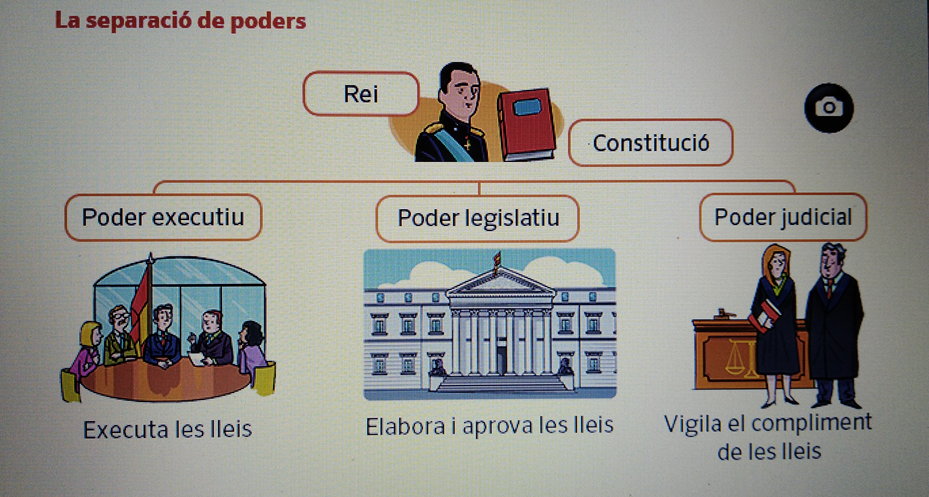 La separació de poders
Rei
Constitució
Poder executiu
Poder legislatiu
Poder judicial
Executa les lleis
Elabora i aprova les lleis
Vigila el compliment
de les lleis